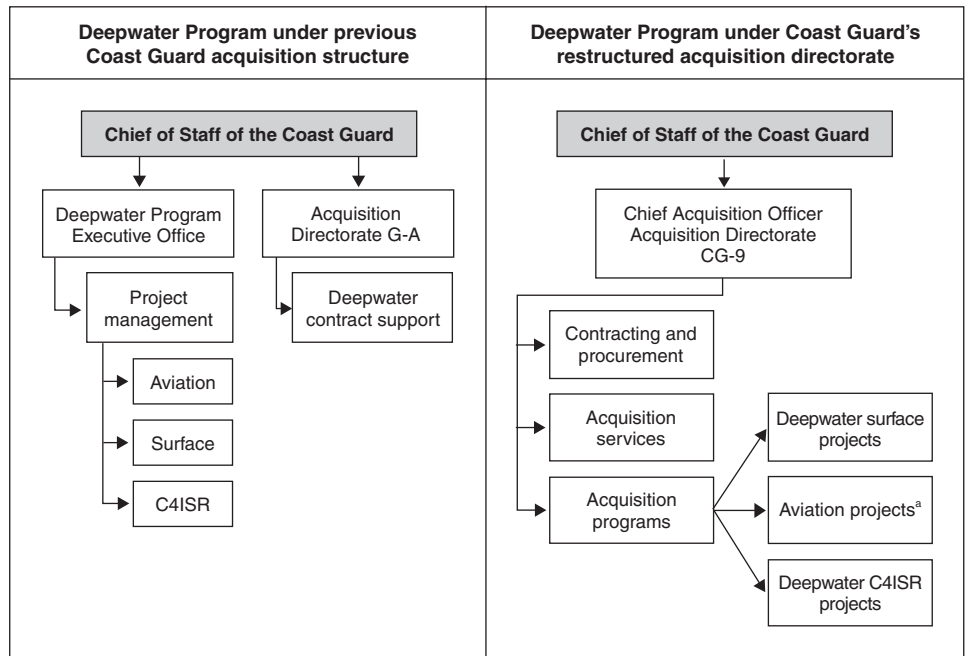 Deepwater Program under previous
Coast Guard acquisition structure
Deepwater Program under Coast Guard's
restructured acquisition directorate
Chief of Staff of the Coast Guard
Deepwater Program
Executive Office
Acquisition
Directorate G-A
Project
management
Deepwater
contract support
Aviation
Surface
C4ISR
Chief of Staff of the Coast Guard
Chief Acquisition Officer
Acquisition Directorate
CG-9
Contracting and
procurement
Acquisition
services
Acquisition
programs
Deepwater surface
projects
Aviation projectsᵃ
Deepwater C4ISR
projects